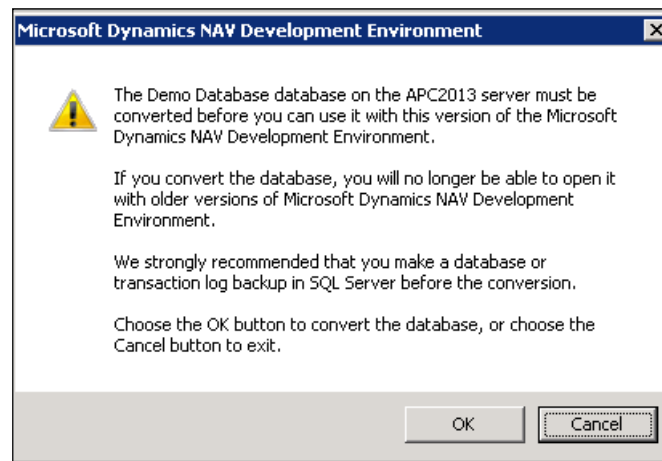 Microsoft Dynamics NAV Development Environment
The Demo Database database on the APC2013 server must be
converted before you can use it with this version of the Microsoft
Dynamics NAV Development Environment.
If you convert the database, you will no longer be able to open it
with older versions of Microsoft Dynamics NAV Development
Environment.
We strongly recommended that you make a database or
transaction log backup in SQL Server before the conversion.
Choose the OK button to convert the database, or choose the
Cancel button to exit.
OK Cancel